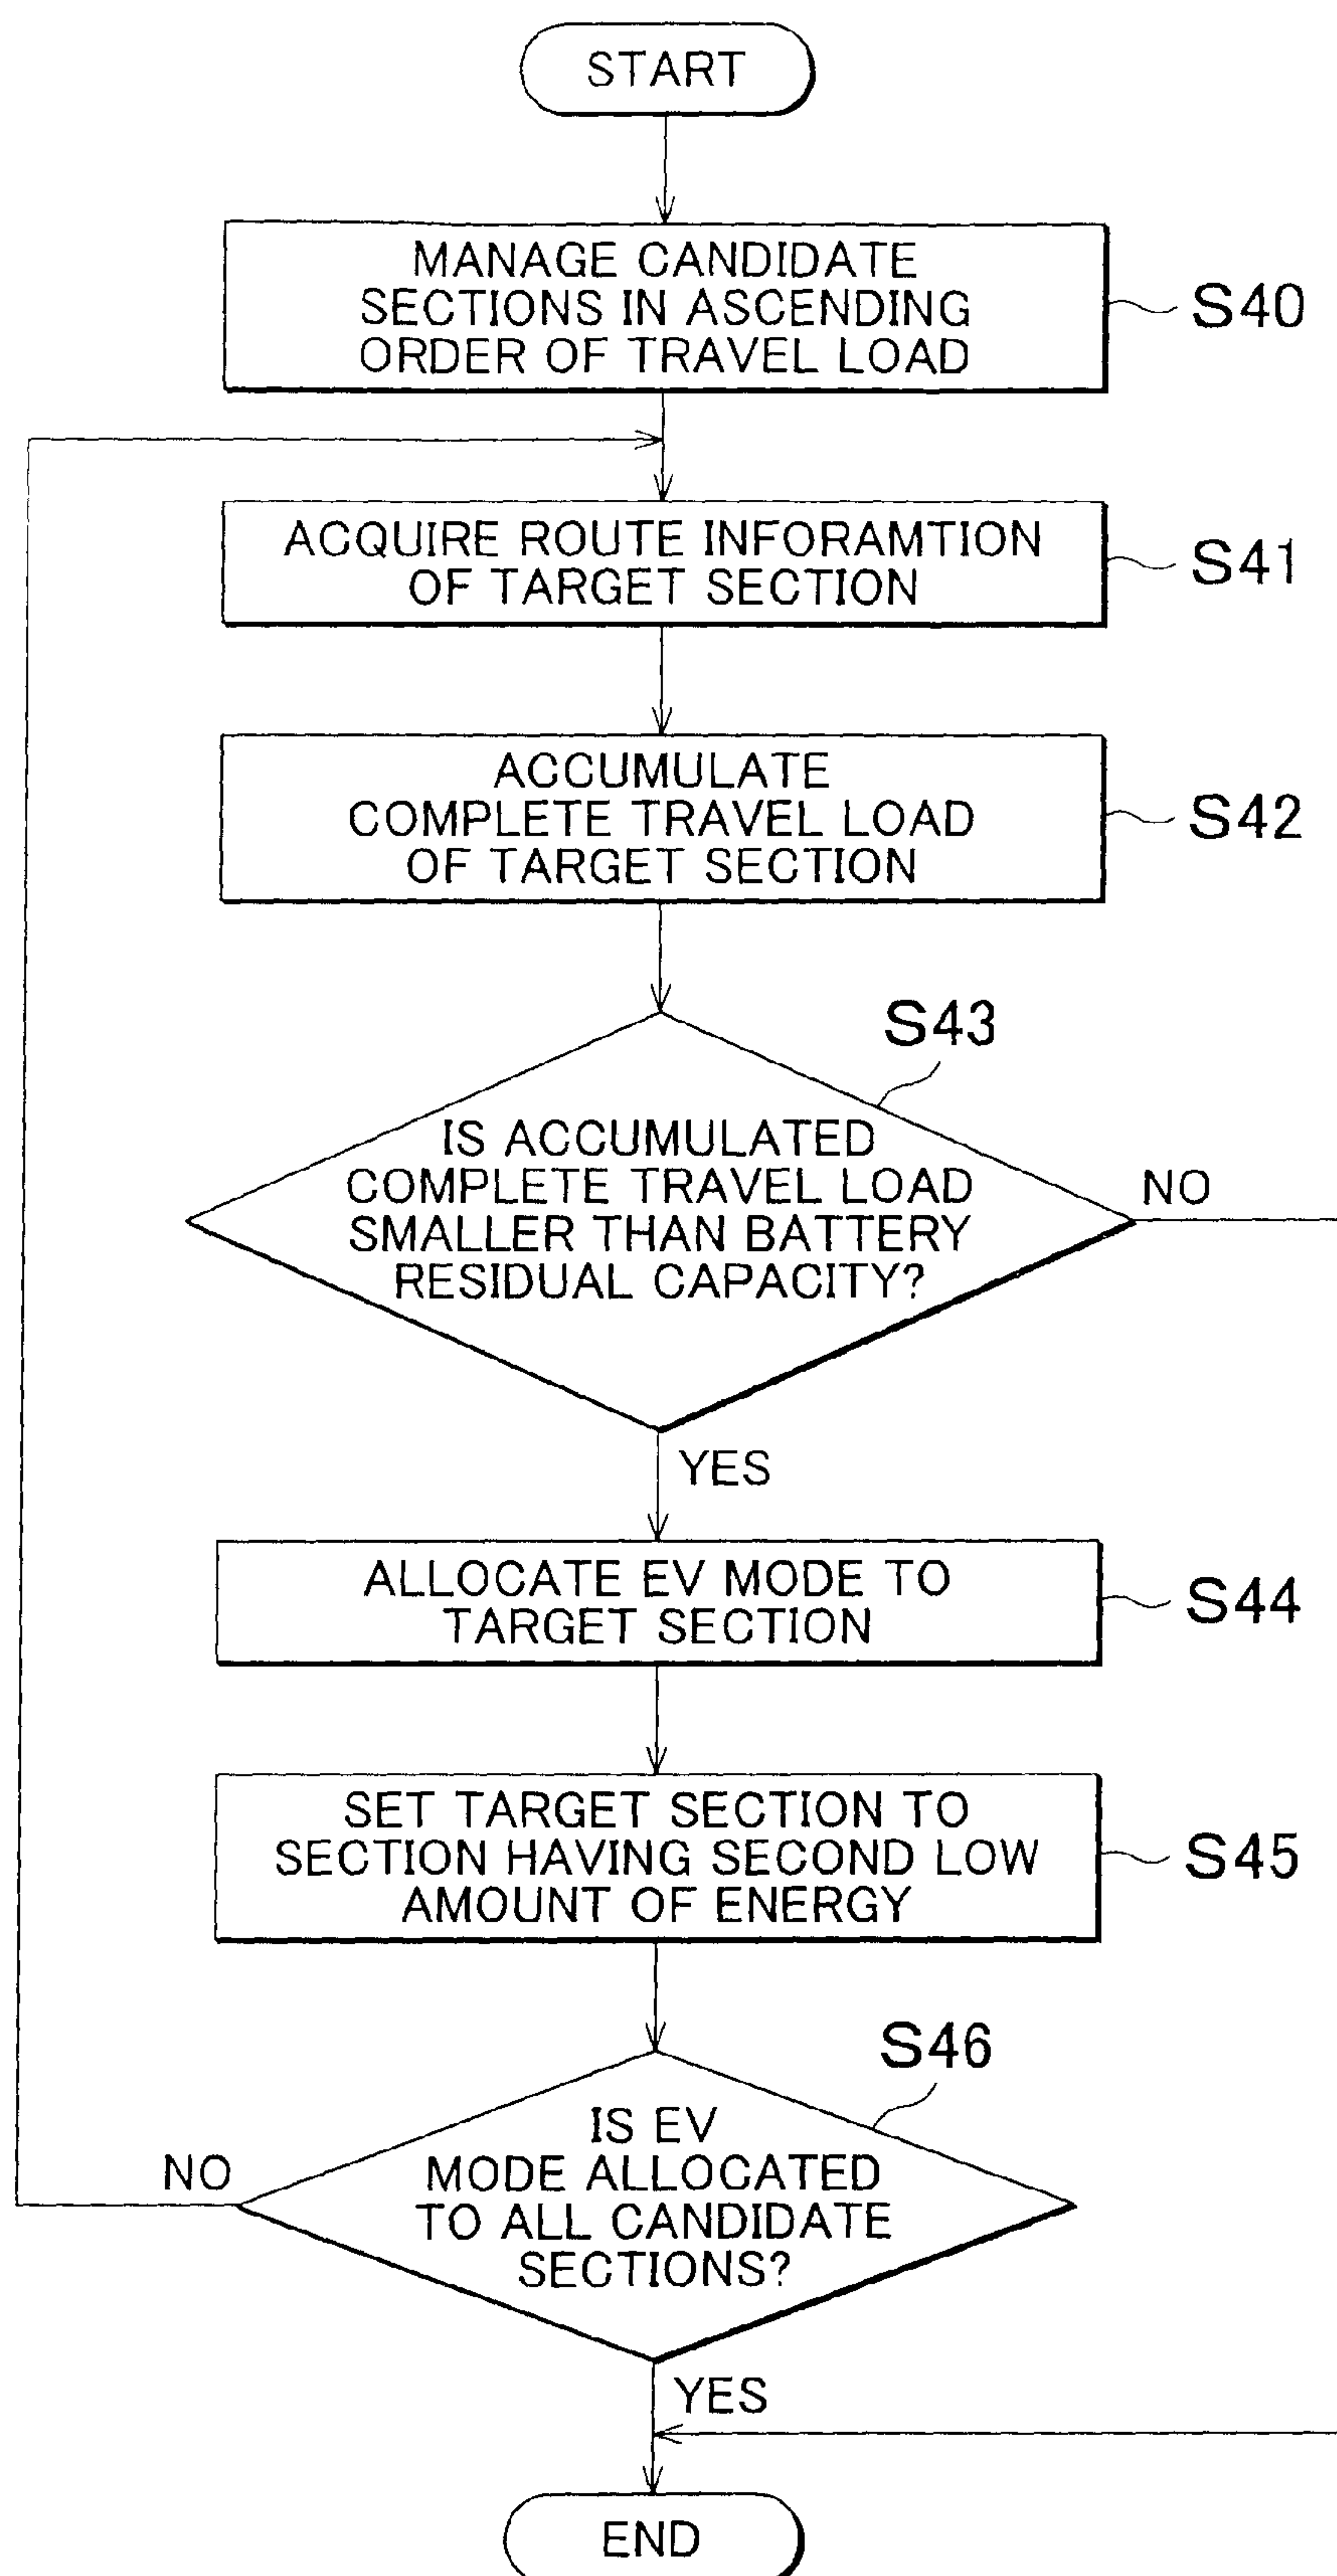 START
MANAGE CANDIDATE
SECTIONS IN ASCENDING
ORDER OF TRAVEL LOAD
S40
ACQUIRE ROUTE INFORAMTION
OF TARGET SECTION
S41
ACCUMULATE
COMPLETE TRAVEL LOAD
OF TARGET SECTION
S42
S43
IS ACCUMULATED
COMPLETE TRAVEL LOAD
SMALLER THAN BATTERY
RESIDUAL CAPACITY?
NO
YES
ALLOCATE EV MODE TO
TARGET SECTION
S44
SET TARGET SECTION TO
SECTION HAVING SECOND LOW
AMOUNT OF ENERGY
S45
S46
IS EV
MODE ALLOCATED
TO ALL CANDIDATE
SECTIONS?
NO
YES
END